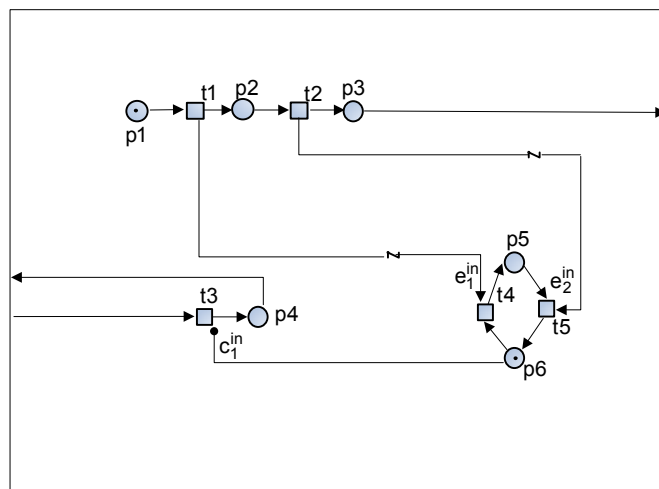 t1 p2 t2 p3
p1
p5
e₁ⁱⁿ t4 e₂ⁱⁿ
t3 p4 t5
c₁ⁱⁿ p6